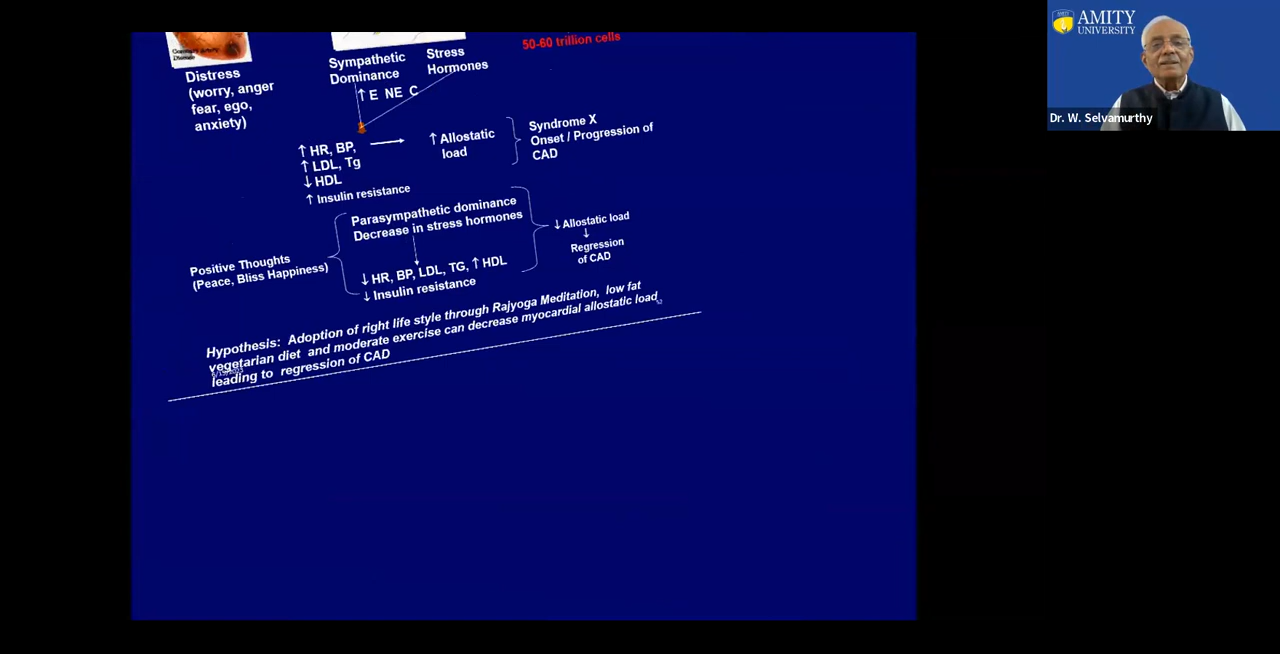 AMITY
UNIVERSITY
Dr. W. Selvamurthy
50-60 trillion cells
Coronary Artery
Disease
Distress
(worry, anger
fear, ego,
anxiety)
Sympathetic
Dominance
Stress
Hormones
↑ E NE C
↑ HR, BP,
↑ LDL, Tg
↓ HDL
↑ Insulin resistance
↑ Allostatic
load
Syndrome X
Onset / Progression of
CAD
Positive Thoughts
(Peace, Bliss Happiness)
Parasympathetic dominance
Decrease in stress hormones
↓ HR, BP, LDL, TG, ↑ HDL
↓ Insulin resistance
↓ Allostatic load
↓
Regression
of CAD
Hypothesis: Adoption of right life style through Rajyoga Meditation, low fat
vegetarian diet and moderate exercise can decrease myocardial allostatic load
leading to regression of CAD